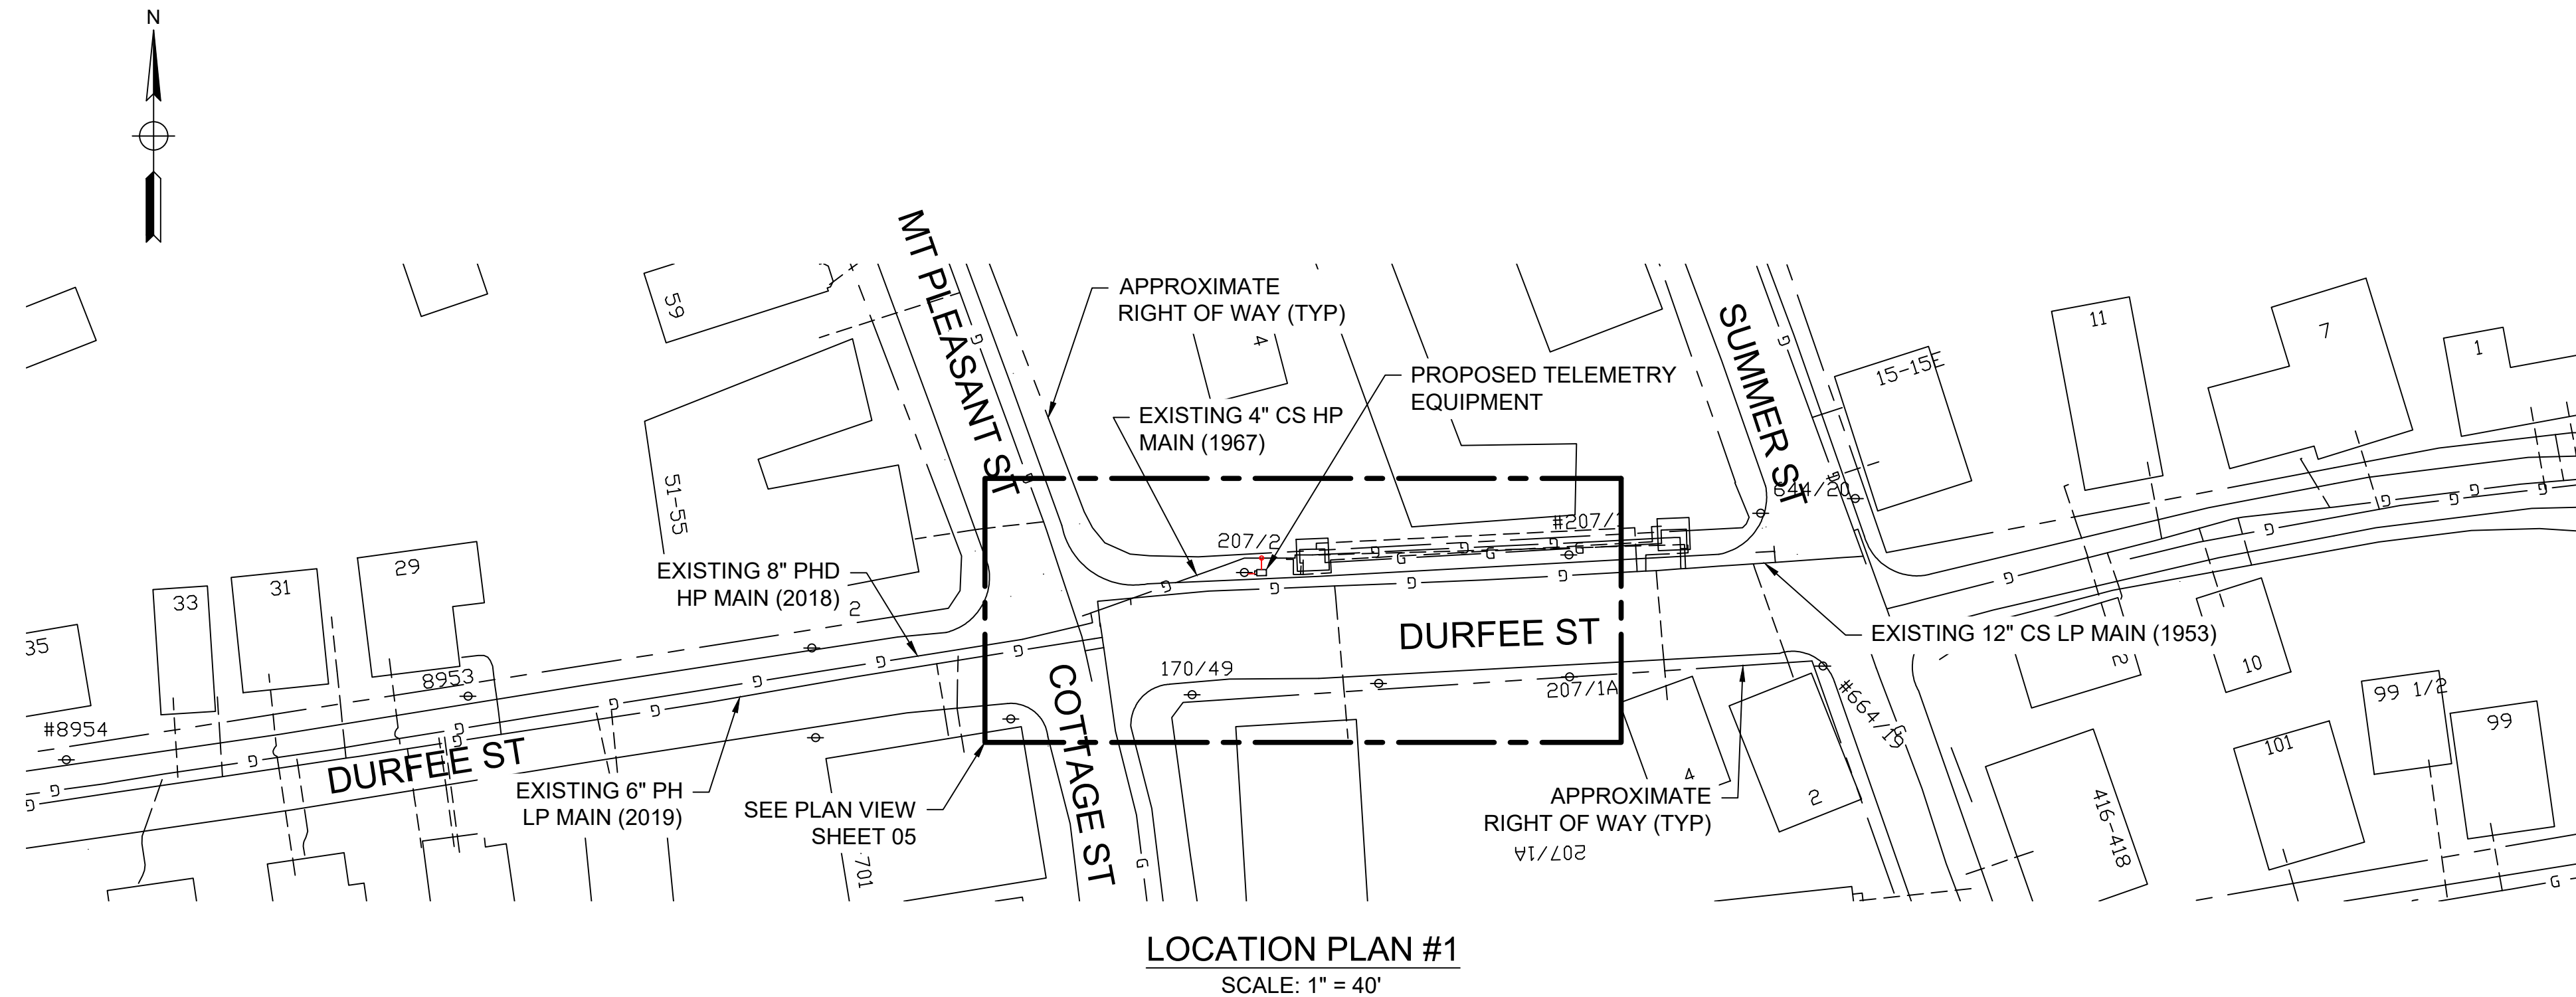 N
MT PLEASANT ST
APPROXIMATE
RIGHT OF WAY (TYP)
59
4
SUMMER ST
11
7
1
15-15E
PROPOSED TELEMETRY
EQUIPMENT
EXISTING 4" CS HP
MAIN (1967)
51-55
644/20
#207/1
207/2
29
31
33
35
EXISTING 8" PHD
HP MAIN (2018)
2
DURFEE ST
EXISTING 12" CS LP MAIN (1953)
2
10
170/49
207/1A
8953
#8954
#664/19
99 1/2
99
101
COTTAGE ST
DURFEE ST
EXISTING 6" PH
LP MAIN (2019)
SEE PLAN VIEW
SHEET 05
701
4
2
APPROXIMATE
RIGHT OF WAY (TYP)
207/1A
416-418
G
LOCATION PLAN #1
SCALE: 1" = 40'